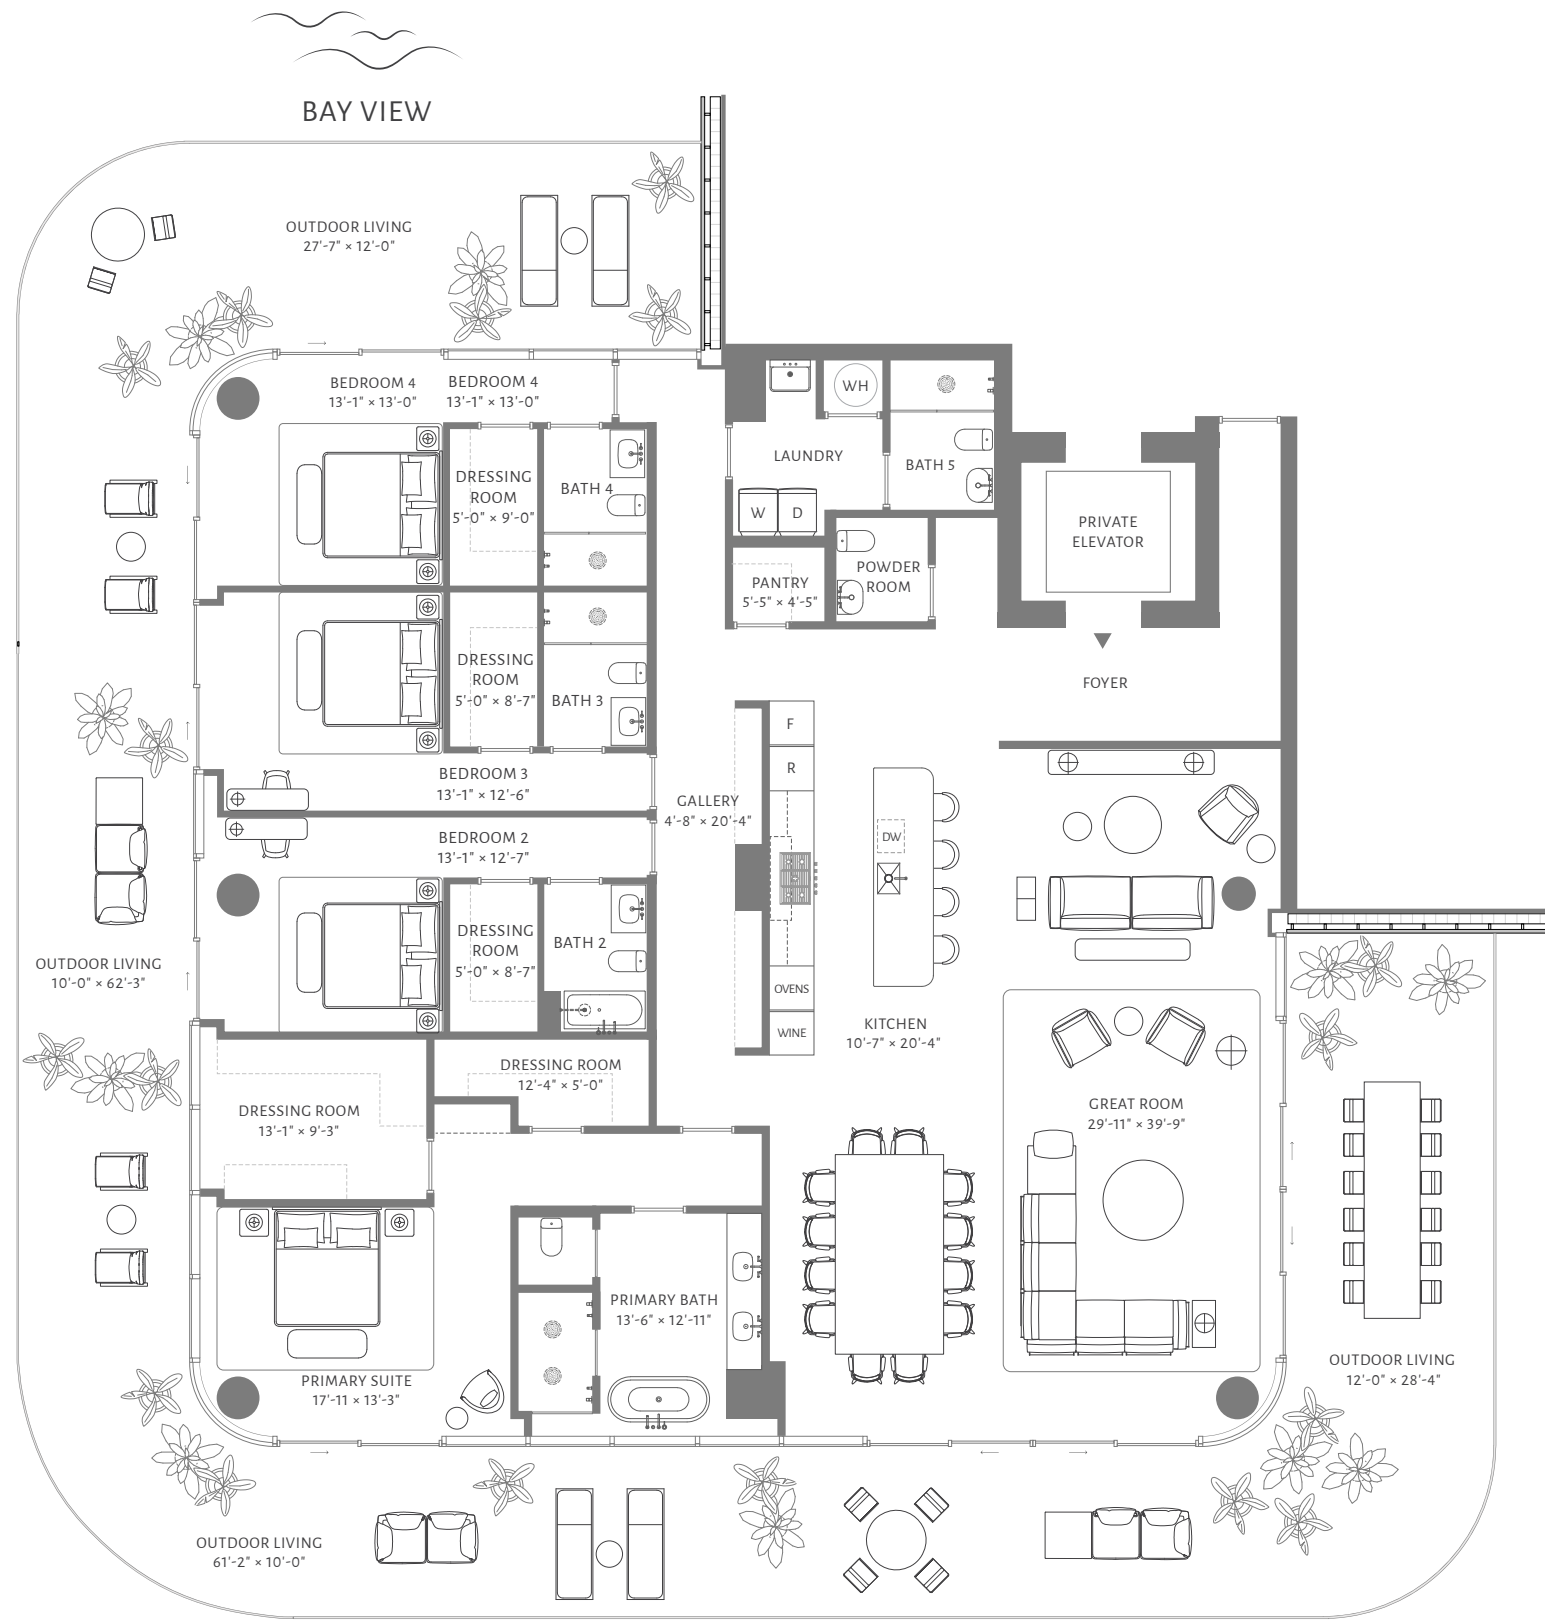 BAY VIEW
OUTDOOR LIVING
27'-7" × 12'-0"
BEDROOM 4
13'-1" × 13'-0"
BEDROOM 4
13'-1" × 13'-0"
WH
LAUNDRY
BATH 5
W
D
DRESSING
ROOM
5'-0" × 9'-0"
BATH 4
PRIVATE
ELEVATOR
POWDER
ROOM
PANTRY
5'-5" × 4'-5"
DRESSING
ROOM
5'-0" × 8'-7"
BATH 3
FOYER
F
R
BEDROOM 3
13'-1" × 12'-6"
GALLERY
4'-8" × 20'-4"
BEDROOM 2
13'-1" × 12'-7"
DW
DRESSING
ROOM
5'-0" × 8'-7"
BATH 2
OUTDOOR LIVING
10'-0" × 62'-3"
OVENS
WINE
KITCHEN
10'-7" × 20'-4"
DRESSING ROOM
12'-4" × 5'-0"
DRESSING ROOM
13'-1" × 9'-3"
GREAT ROOM
29'-11" × 39'-9"
PRIMARY BATH
13'-6" × 12'-11"
PRIMARY SUITE
17'-11 × 13'-3"
OUTDOOR LIVING
12'-0" × 28'-4"
OUTDOOR LIVING
61'-2" × 10'-0"